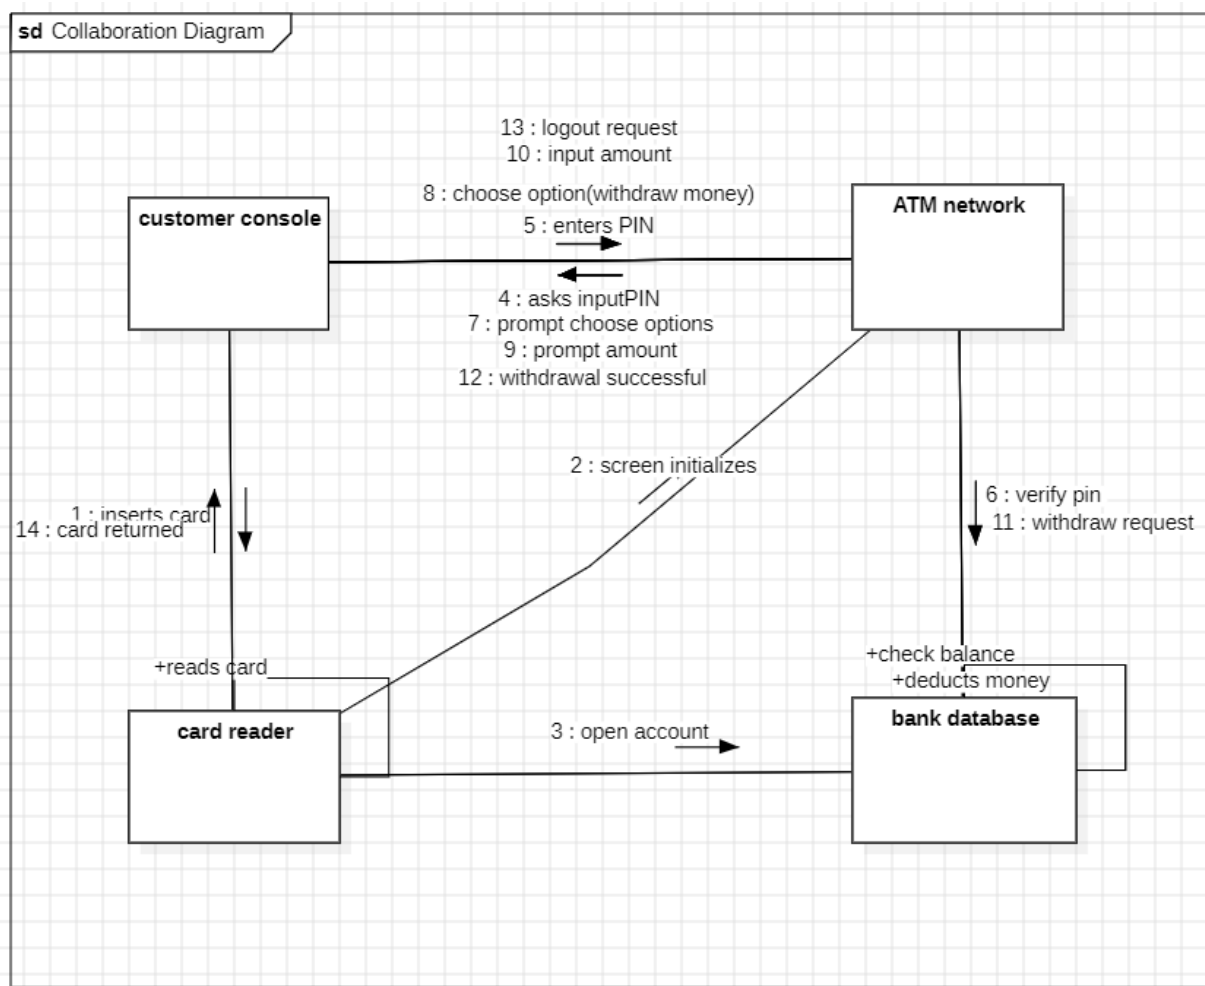 sd Collaboration Diagram
13 : logout request
10 : input amount
8 : choose option(withdraw money)
5 : enters PIN
customer console
ATM network
4 : asks inputPIN
7 : prompt choose options
9 : prompt amount
12 : withdrawal successful
2 : screen initializes
6 : verify pin
11 : withdraw request
1 : inserts card
14 : card returned
+reads card
+check balance
+deducts money
card reader
3 : open account
bank database